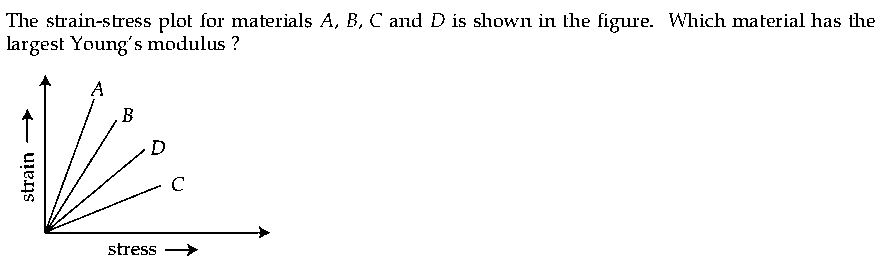 The strain-stress plot for materials A, B, C and D is shown in the figure. Which material has the
largest Young's modulus ?
A
B
D
C
strain
stress